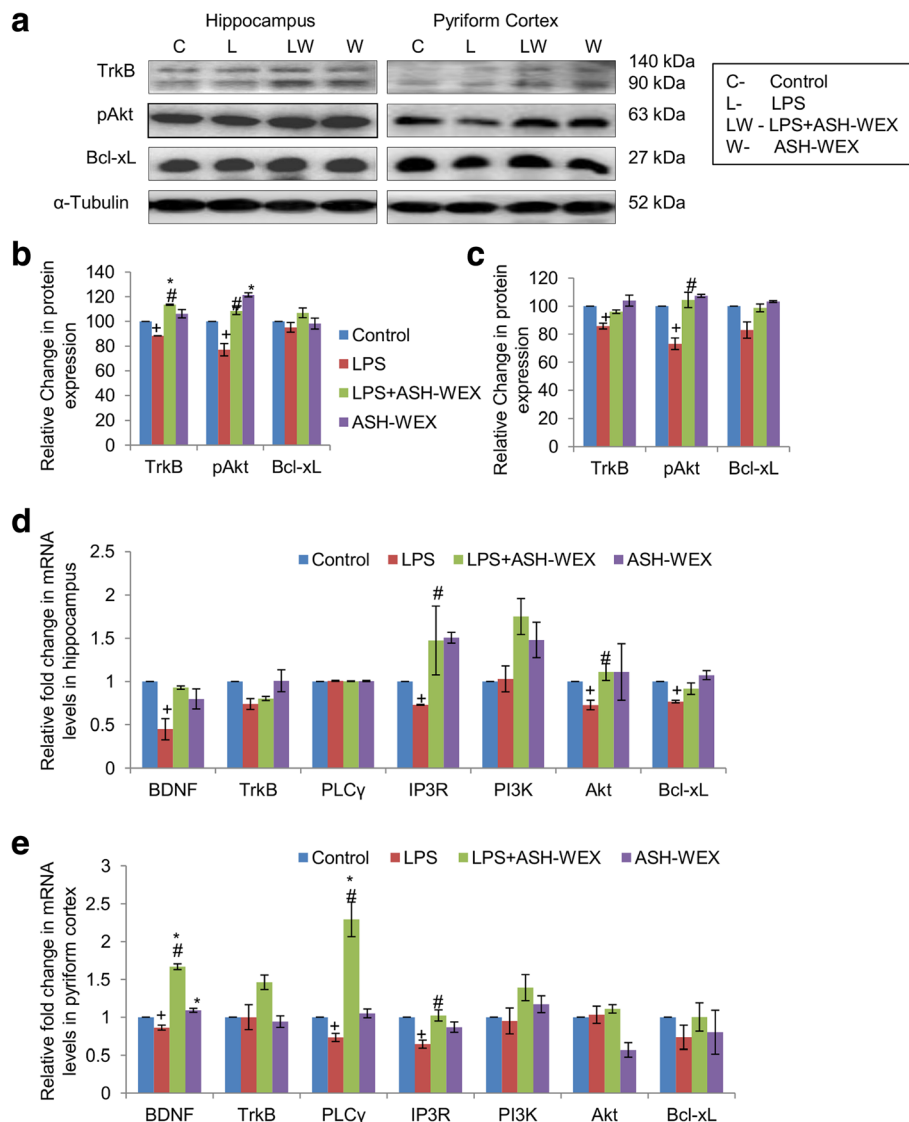 a
Hippocampus Pyriform Cortex
C L LW W C L LW W
TrkB 140 kDa
90 kDa
pAkt 63 kDa
Bcl-xL 27 kDa
α-Tubulin 52 kDa
C- Control
L- LPS
LW - LPS+ASH-WEX
W- ASH-WEX
b
Relative Change in protein
expression
140
120
100
80
60
40
20
0
+ # * + # *
TrkB pAkt Bcl-xL
Control
LPS
LPS+ASH-WEX
ASH-WEX
c
Relative Change in protein
expression
120
100
80
60
40
20
0
+ + #
TrkB pAkt Bcl-xL
d
Relative fold change in mRNA
levels in hippocampus
Control LPS LPS+ASH-WEX ASH-WEX
2.5
2
1.5
1
0.5
0
+ + # + # +
BDNF TrkB PLCγ IP3R PI3K Akt Bcl-xL
e
Relative fold change in mRNA
levels in pyriform cortex
Control LPS LPS+ASH-WEX ASH-WEX
3
2.5
2
1.5
1
0.5
0
+ * # * + * # + #
BDNF TrkB PLCγ IP3R PI3K Akt Bcl-xL